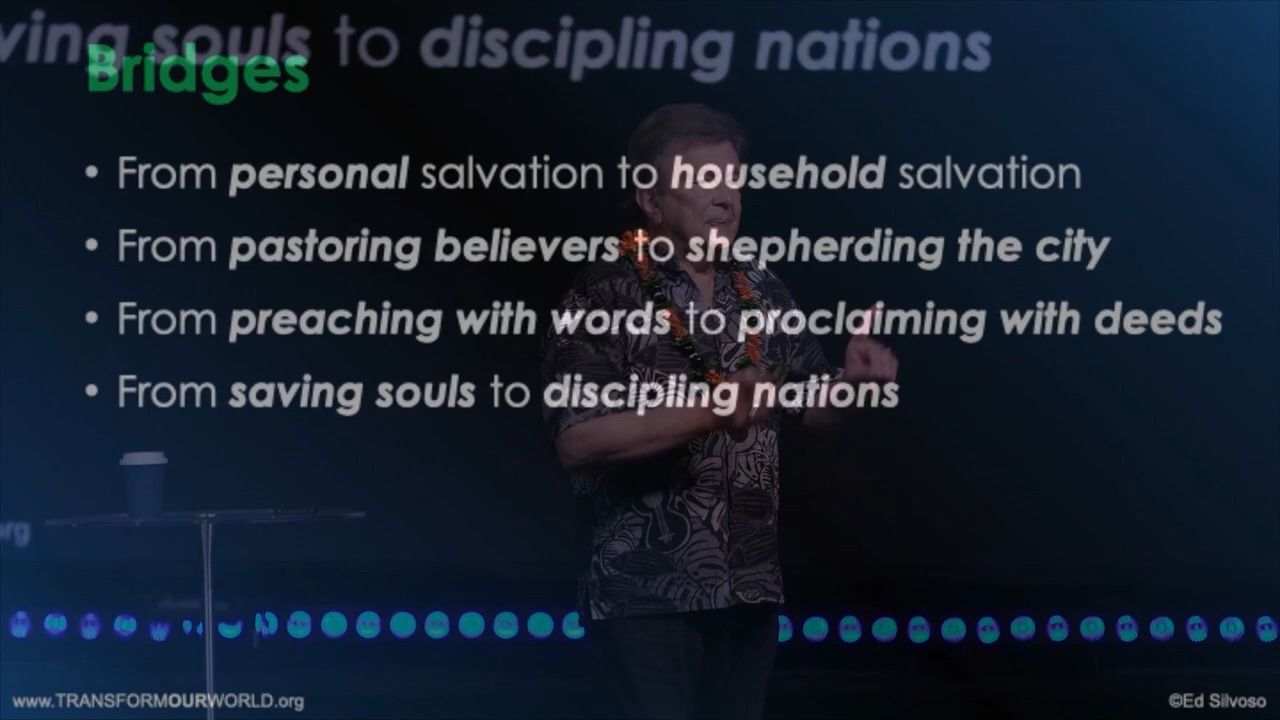 ving souls to discipling nations
Bridges
• From personal salvation to household salvation
• From pastoring believers to shepherding the city
• From preaching with words to proclaiming with deeds
• From saving souls to discipling nations
org
www.TRANSFORMOURWORLD.org
©Ed Silvoso